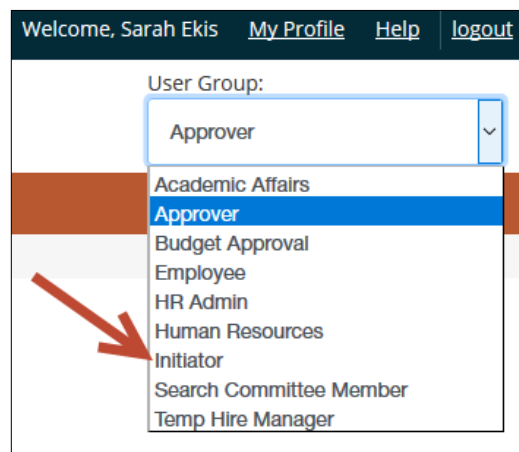 Welcome, Sarah Ekis My Profile Help logout
User Group:
Approver
Academic Affairs
Approver
Budget Approval
Employee
HR Admin
Human Resources
Initiator
Search Committee Member
Temp Hire Manager